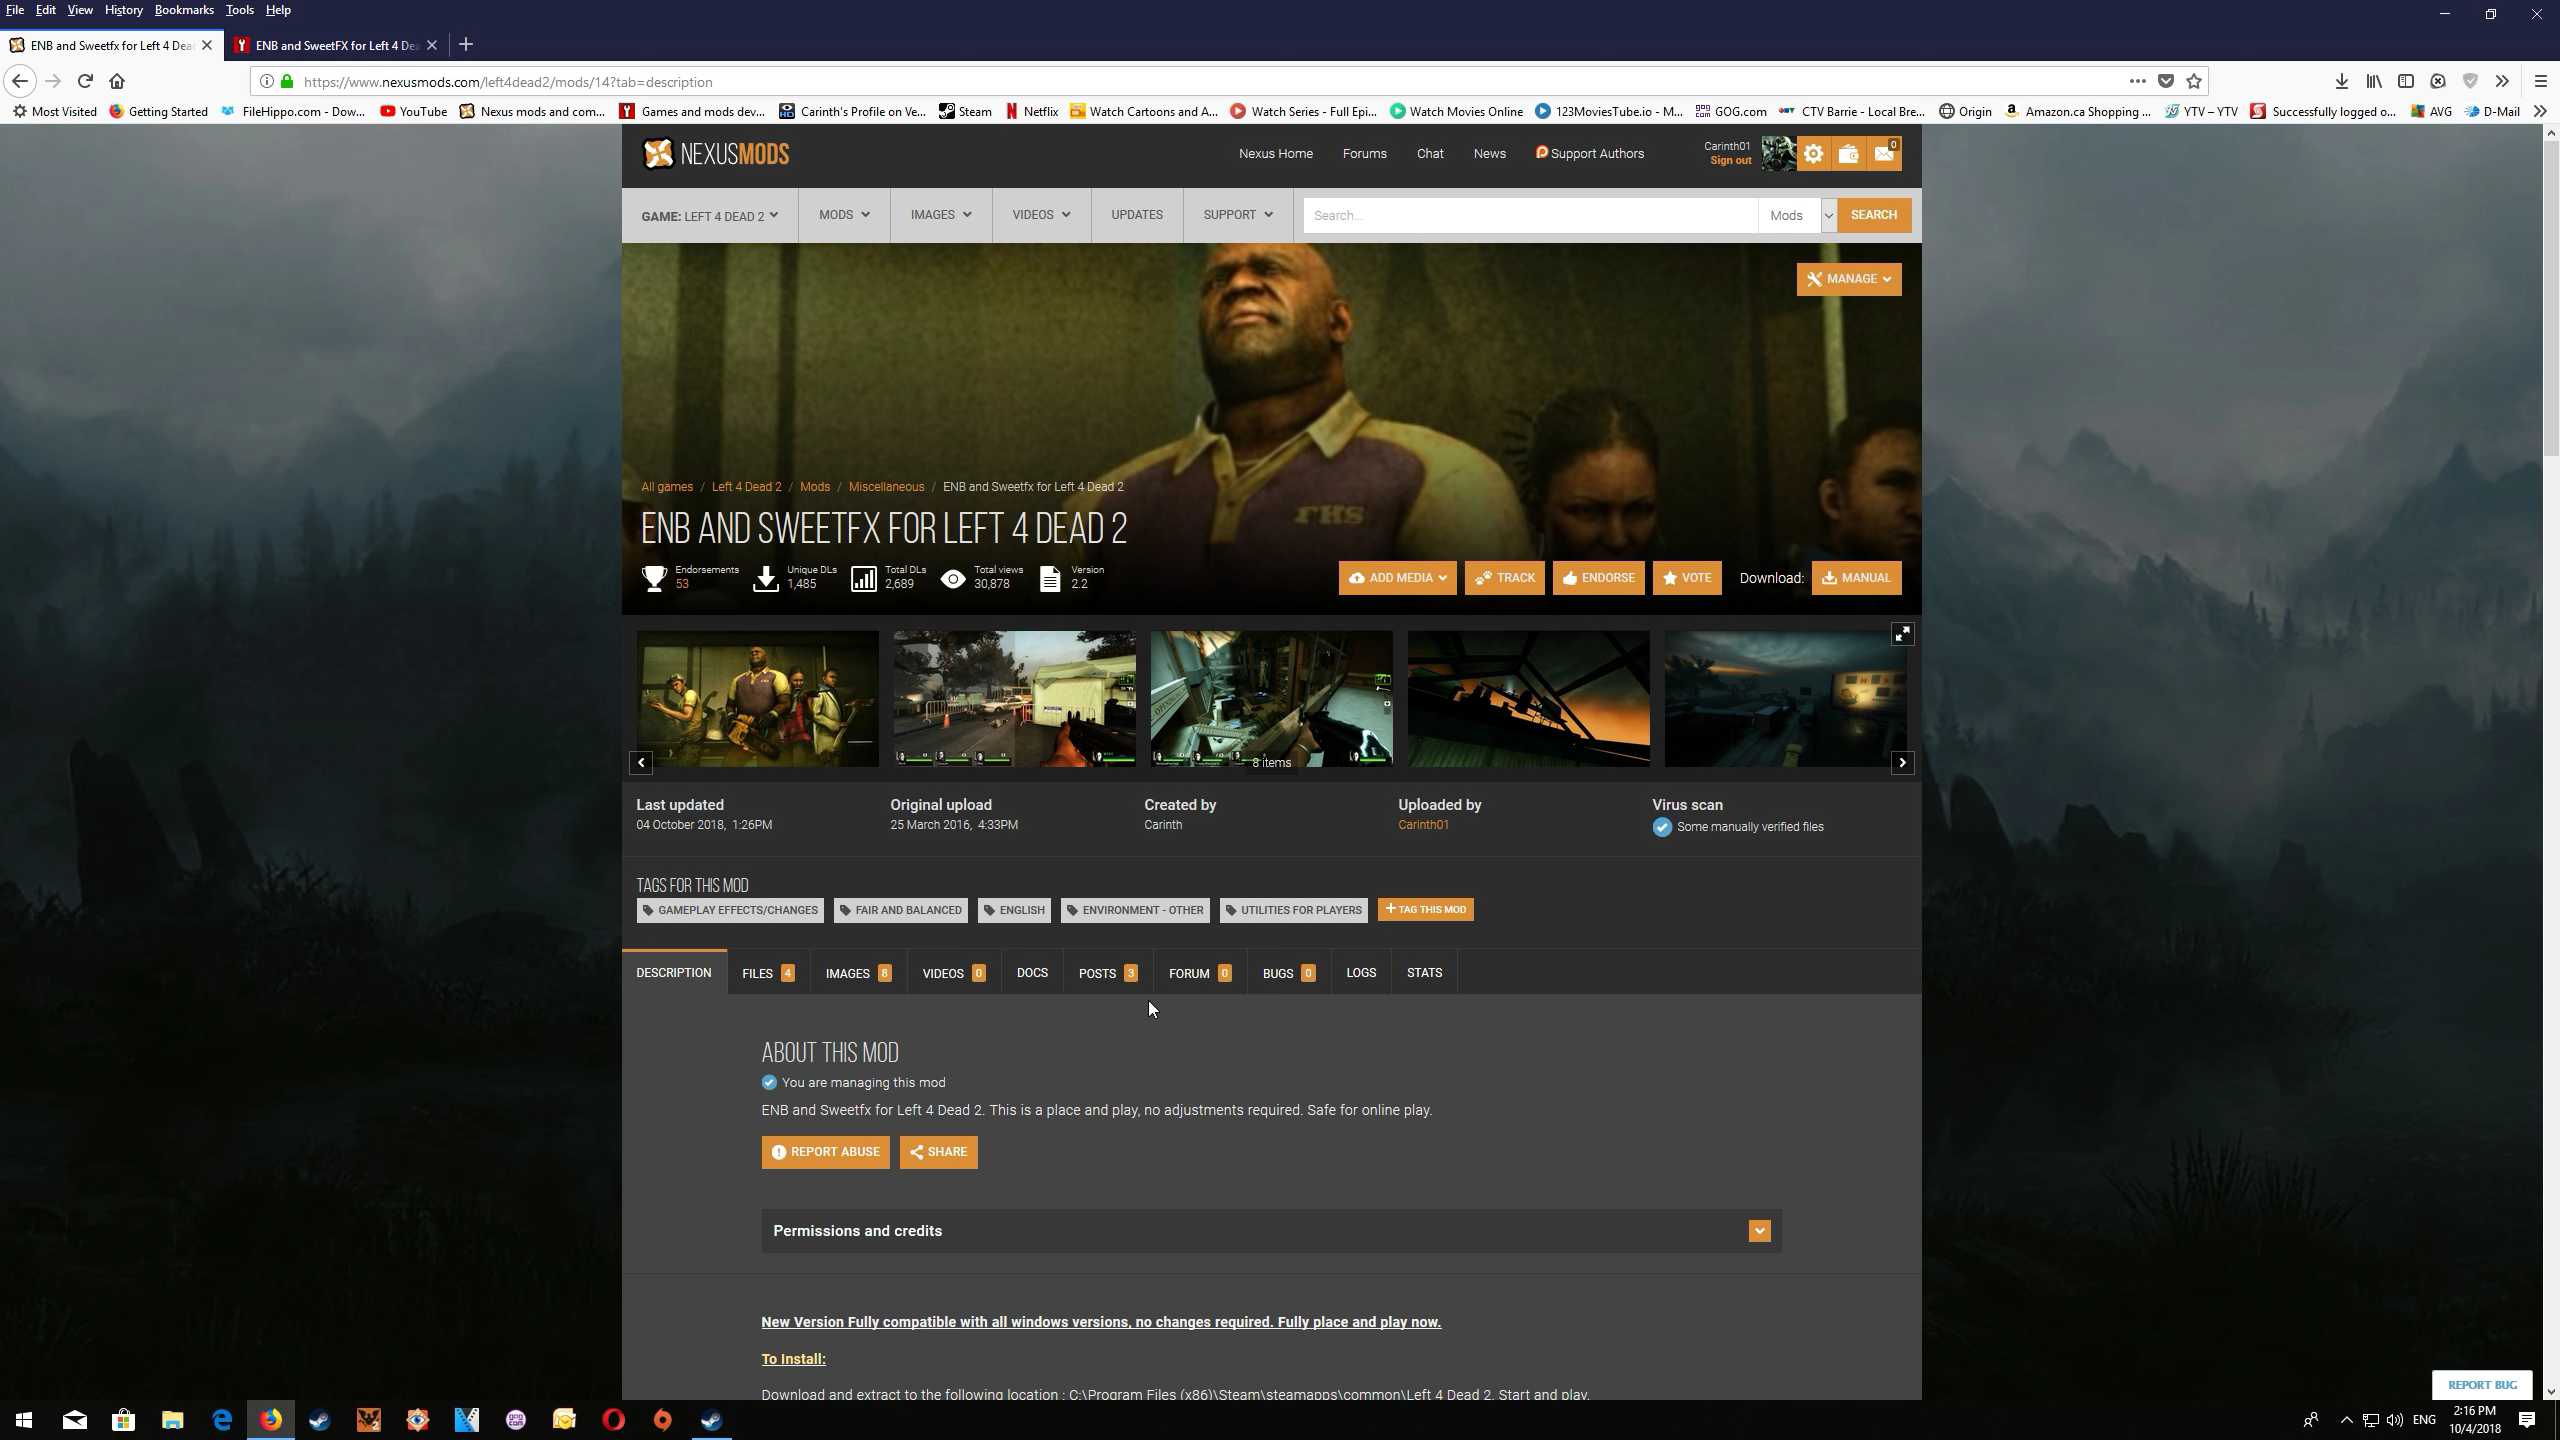 File Edit View History Bookmarks Tools Help
ENB and Sweetfx for Left 4 Dea
ENB and SweetFX for Left 4 Dea
https://www.nexusmods.com/left4dead2/mods/14?tab=description
Most Visited Getting Started FileHippo.com - Dow... YouTube Nexus mods and com... Games and mods dev... Carinth's Profile on Ve... Steam Netflix Watch Cartoons and A... Watch Series - Full Epi... Watch Movies Online 123MoviesTube.io - M... GOG.com CTV Barrie - Local Bre... Origin Amazon.ca Shopping ... YTV – YTV Successfully logged o... AVG D-Mail
NEXUSMODS
Nexus Home Forums Chat News Support Authors
Carinth01
Sign out
0
GAME: LEFT 4 DEAD 2 MODS IMAGES VIDEOS UPDATES SUPPORT Search... Mods SEARCH
MANAGE
FHS
All games / Left 4 Dead 2 / Mods / Miscellaneous / ENB and Sweetfx for Left 4 Dead 2
ENB AND SWEETFX FOR LEFT 4 DEAD 2
Endorsements
53
Unique DLs
1,485
Total DLs
2,689
Total views
30,878
Version
2.2
ADD MEDIA TRACK ENDORSE VOTE Download: MANUAL
8 items
Last updated
04 October 2018, 1:26PM
Original upload
25 March 2016, 4:33PM
Created by
Carinth
Uploaded by
Carinth01
Virus scan
Some manually verified files
TAGS FOR THIS MOD
GAMEPLAY EFFECTS/CHANGES FAIR AND BALANCED ENGLISH ENVIRONMENT - OTHER UTILITIES FOR PLAYERS + TAG THIS MOD
DESCRIPTION FILES 4 IMAGES 8 VIDEOS 0 DOCS POSTS 3 FORUM 0 BUGS 0 LOGS STATS
ABOUT THIS MOD
You are managing this mod
ENB and Sweetfx for Left 4 Dead 2. This is a place and play, no adjustments required. Safe for online play.
REPORT ABUSE SHARE
Permissions and credits
New Version Fully compatible with all windows versions, no changes required. Fully place and play now.
To Install:
Download and extract to the following location : C:\Program Files (x86)\Steam\steamapps\common\Left 4 Dead 2. Start and play.
REPORT BUG
ENG
2:16 PM
10/4/2018